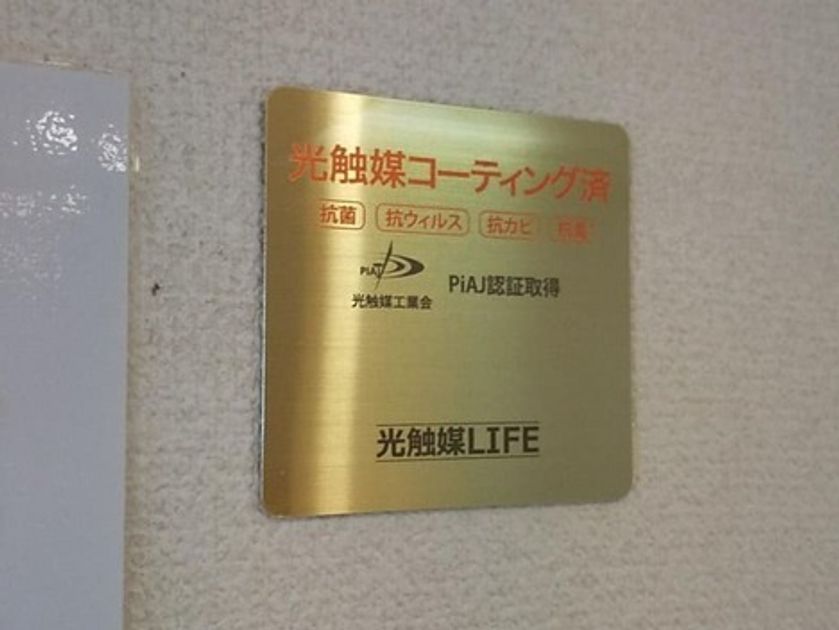 光触媒コーティング済
抗菌 抗ウィルス 抗カビ
PIAJ
光触媒工業会
PiAJ認証取得
光触媒LIFE